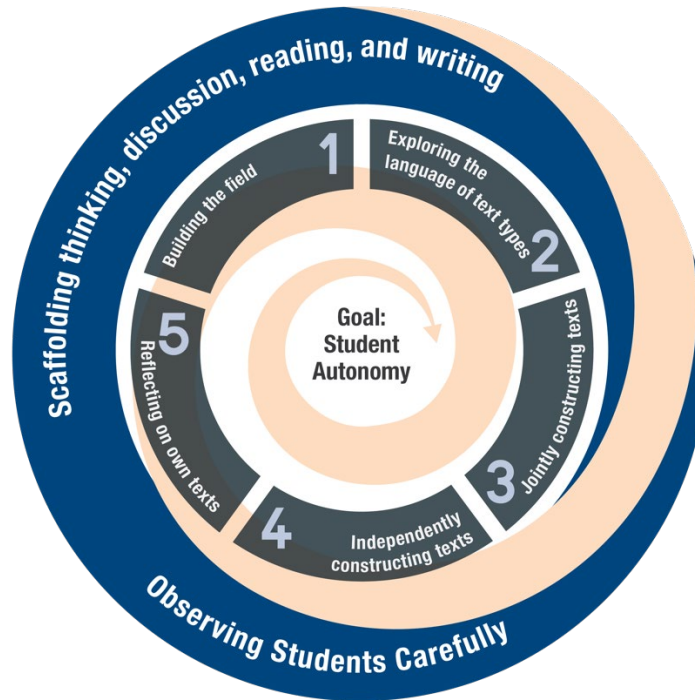 Scaffolding thinking, discussion, reading, and writing
1
Building the field
Exploring the
language of text types
2
Jointly constructing texts
3
Independently
constructing texts
4
5
Reflecting on own texts
Goal:
Student
Autonomy
Observing Students Carefully